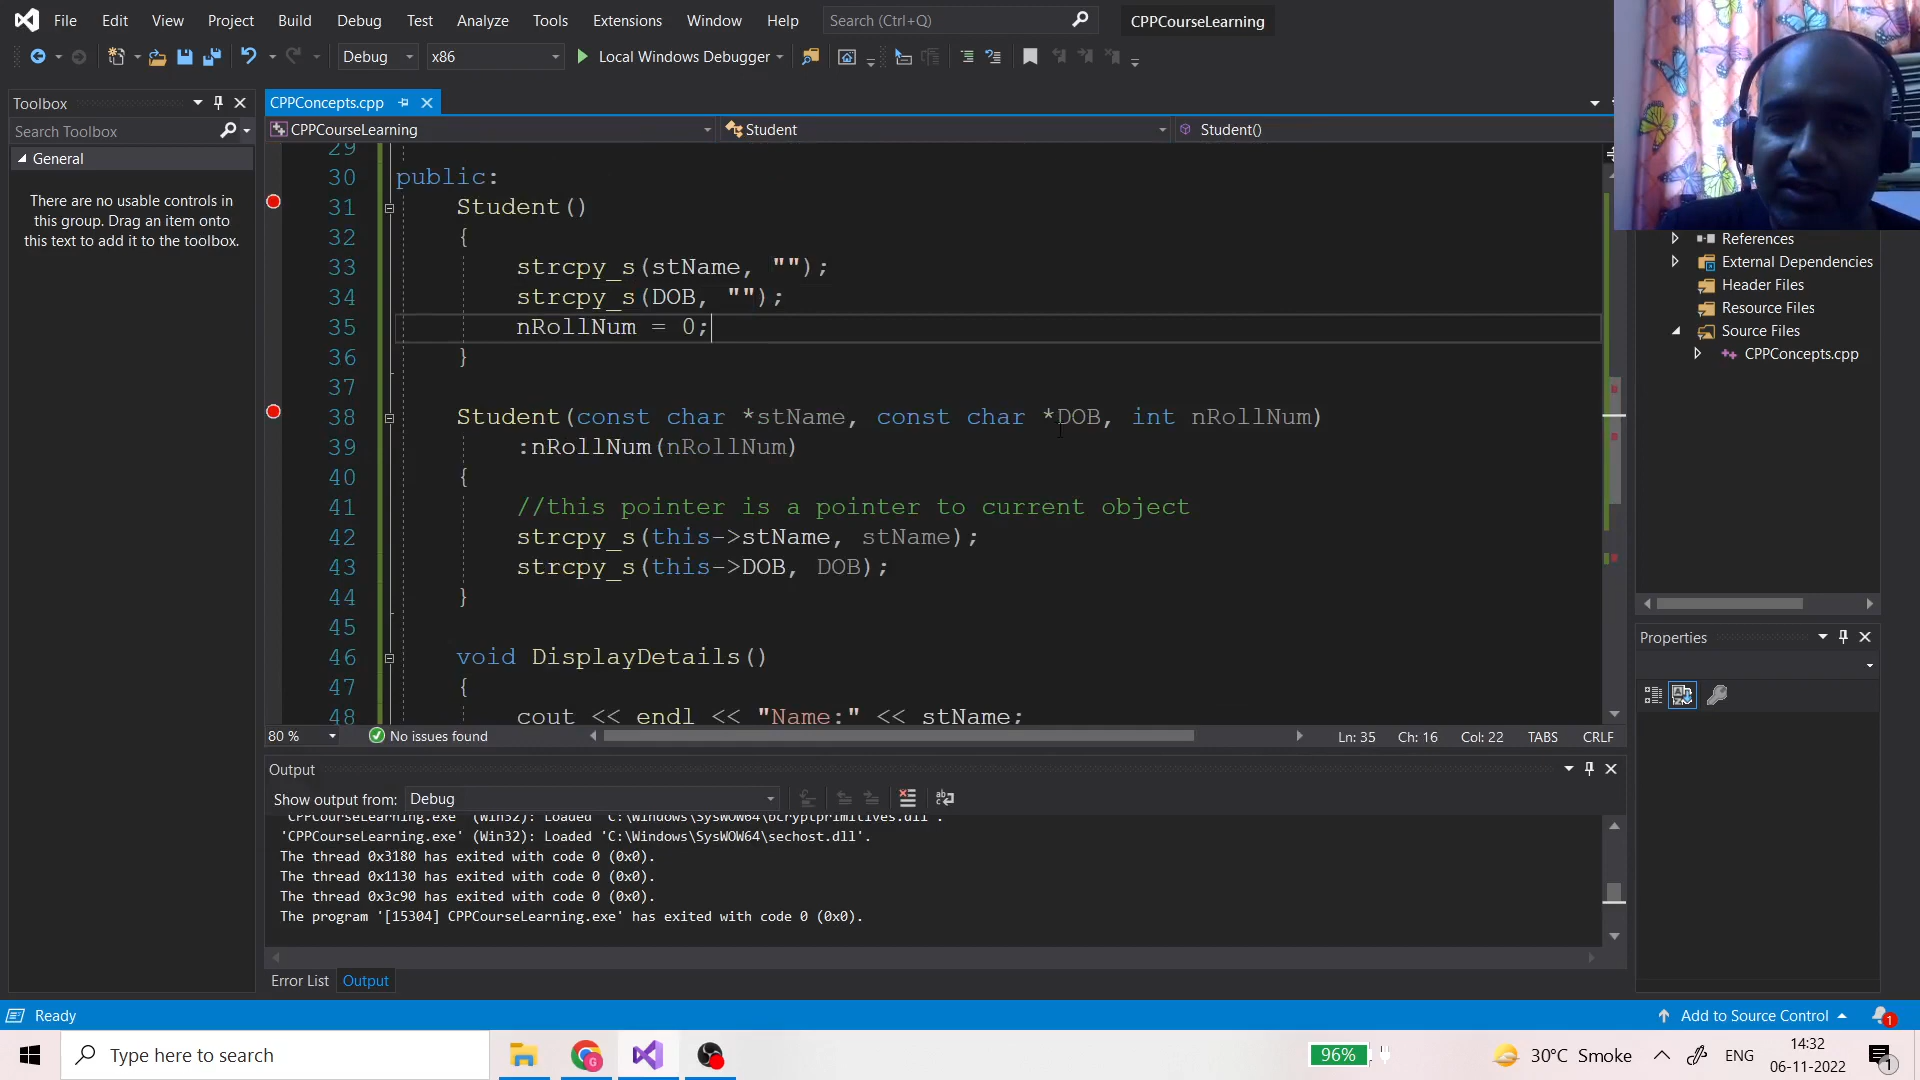 File Edit View Project Build Debug Test Analyze Tools Extensions Window Help Search (Ctrl+Q) CPPCourseLearning
Debug x86 Local Windows Debugger
Toolbox
Search Toolbox
General
There are no usable controls in
this group. Drag an item onto
this text to add it to the toolbox.
CPPConcepts.cpp
CPPCourseLearning Student Student()
29
30 public:
31 Student()
32 {
33 strcpy_s(stName, "");
34 strcpy_s(DOB, "");
35 nRollNum = 0;
36 }
37
38 Student(const char *stName, const char *DOB, int nRollNum)
39 :nRollNum(nRollNum)
40 {
41 //this pointer is a pointer to current object
42 strcpy_s(this->stName, stName);
43 strcpy_s(this->DOB, DOB);
44 }
45
46 void DisplayDetails()
47 {
48 cout << endl << "Name:" << stName;
80 % No issues found Ln: 35 Ch: 16 Col: 22 TABS CRLF
References
External Dependencies
Header Files
Resource Files
Source Files
CPPConcepts.cpp
Properties
Output
Show output from: Debug
'CPPCourseLearning.exe' (Win32): Loaded 'C:\Windows\SysWOW64\bcryptprimitives.dll'.
'CPPCourseLearning.exe' (Win32): Loaded 'C:\Windows\SysWOW64\sechost.dll'.
The thread 0x3180 has exited with code 0 (0x0).
The thread 0x1130 has exited with code 0 (0x0).
The thread 0x3c90 has exited with code 0 (0x0).
The program '[15304] CPPCourseLearning.exe' has exited with code 0 (0x0).
Error List Output
Ready Add to Source Control 1
Type here to search 96% 30°C Smoke ENG 14:32
06-11-2022 1